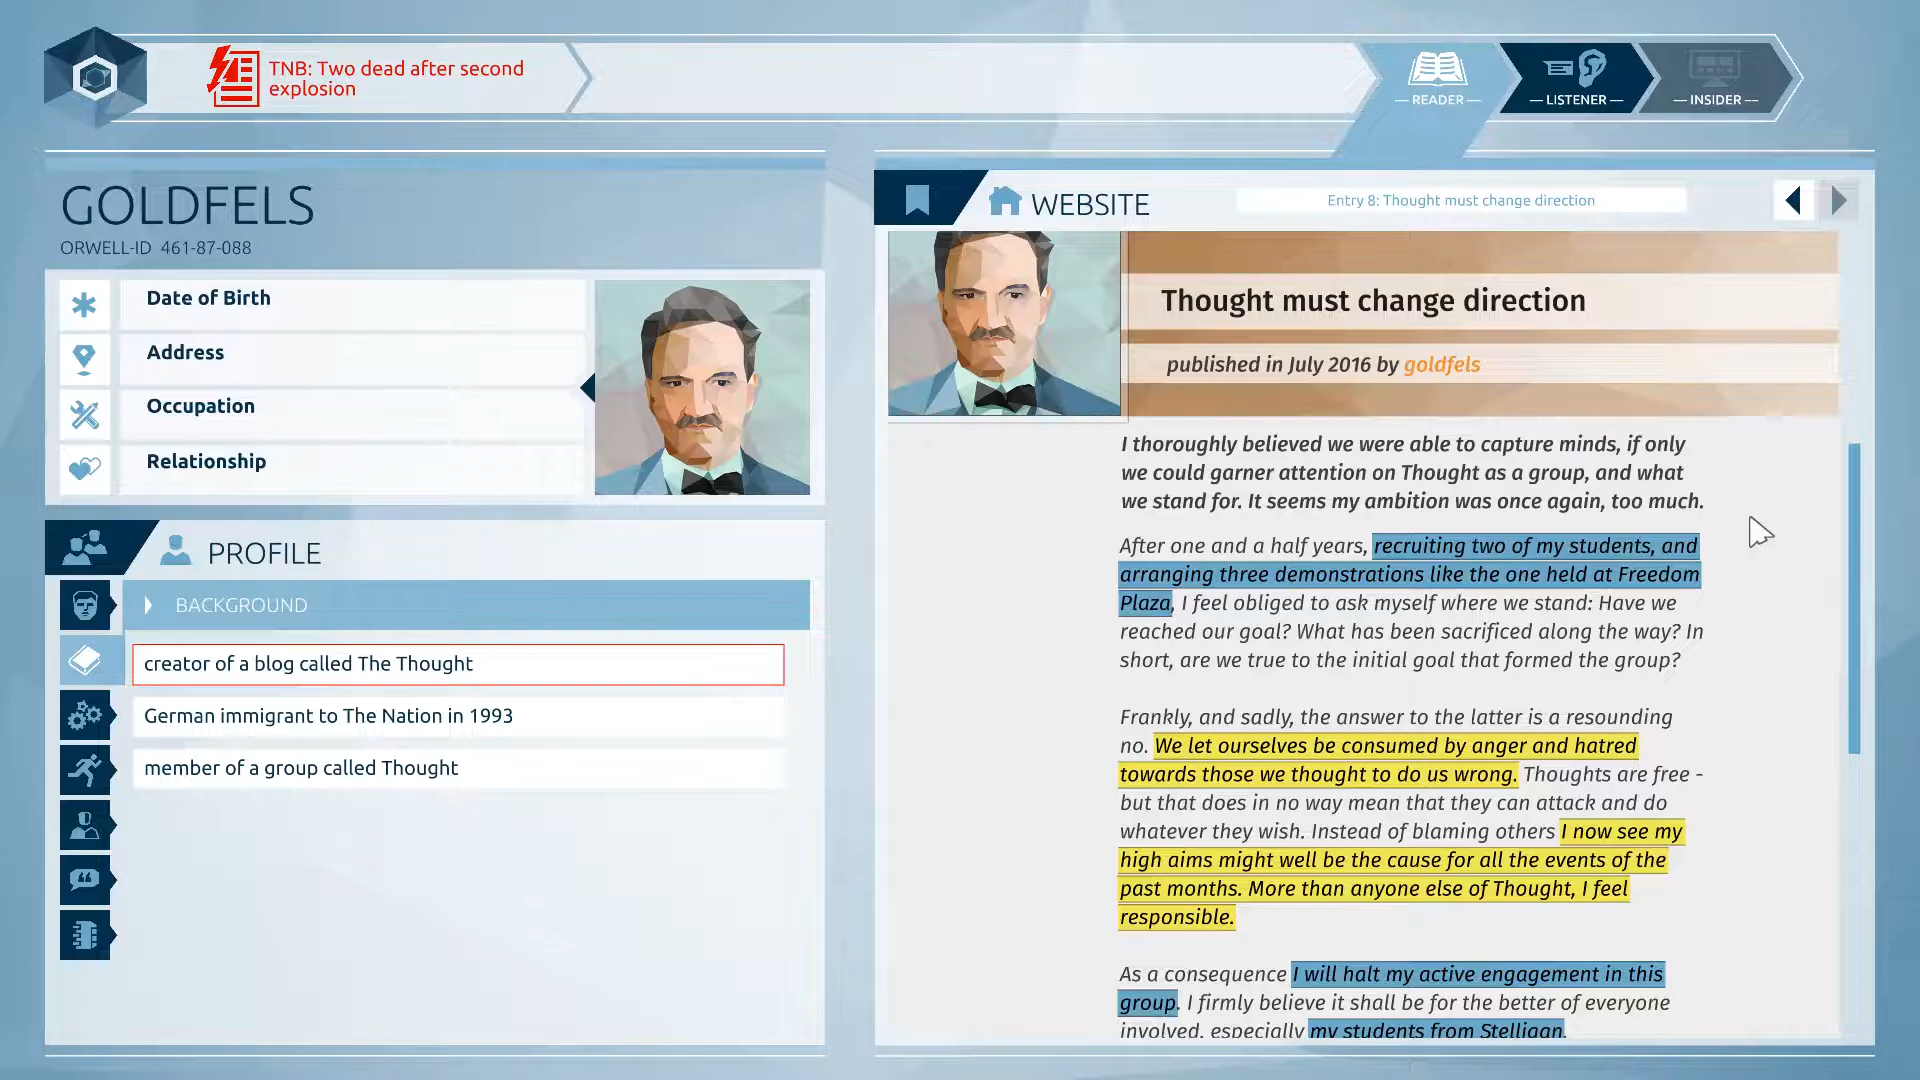 TNB: Two dead after second
explosion
READER
LISTENER
INSIDER
GOLDFELS
ORWELL-ID 461-87-088
Date of Birth
Address
Occupation
Relationship
PROFILE
BACKGROUND
creator of a blog called The Thought
German immigrant to The Nation in 1993
member of a group called Thought
WEBSITE
Entry 8: Thought must change direction
Thought must change direction
published in July 2016 by goldfels
I thoroughly believed we were able to capture minds, if only
we could garner attention on Thought as a group, and what
we stand for. It seems my ambition was once again, too much.
After one and a half years, recruiting two of my students, and
arranging three demonstrations like the one held at Freedom
Plaza, I feel obliged to ask myself where we stand: Have we
reached our goal? What has been sacrificed along the way? In
short, are we true to the initial goal that formed the group?
Frankly, and sadly, the answer to the latter is a resounding
no. We let ourselves be consumed by anger and hatred
towards those we thought to do us wrong. Thoughts are free -
but that does in no way mean that they can attack and do
whatever they wish. Instead of blaming others I now see my
high aims might well be the cause for all the events of the
past months. More than anyone else of Thought, I feel
responsible.
As a consequence I will halt my active engagement in this
group. I firmly believe it shall be for the better of everyone
involved, especially my students from Stelligan.